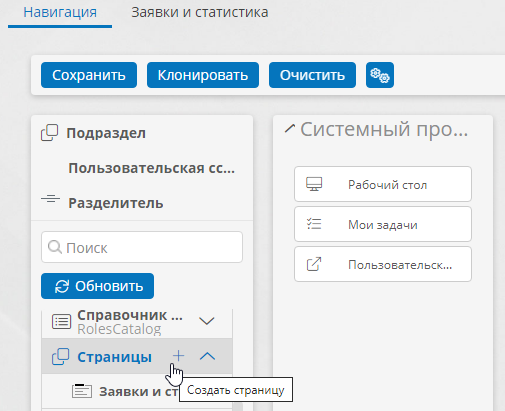 Навигация
Заявки и статистика
Сохранить
Клонировать
Очистить
Подраздел
Пользовательская сс...
Разделитель
Поиск
Обновить
Справочник ...
RolesCatalog
Страницы
Заявки и ст
Создать страницу
Системный про...
Рабочий стол
Мои задачи
Пользовательск...